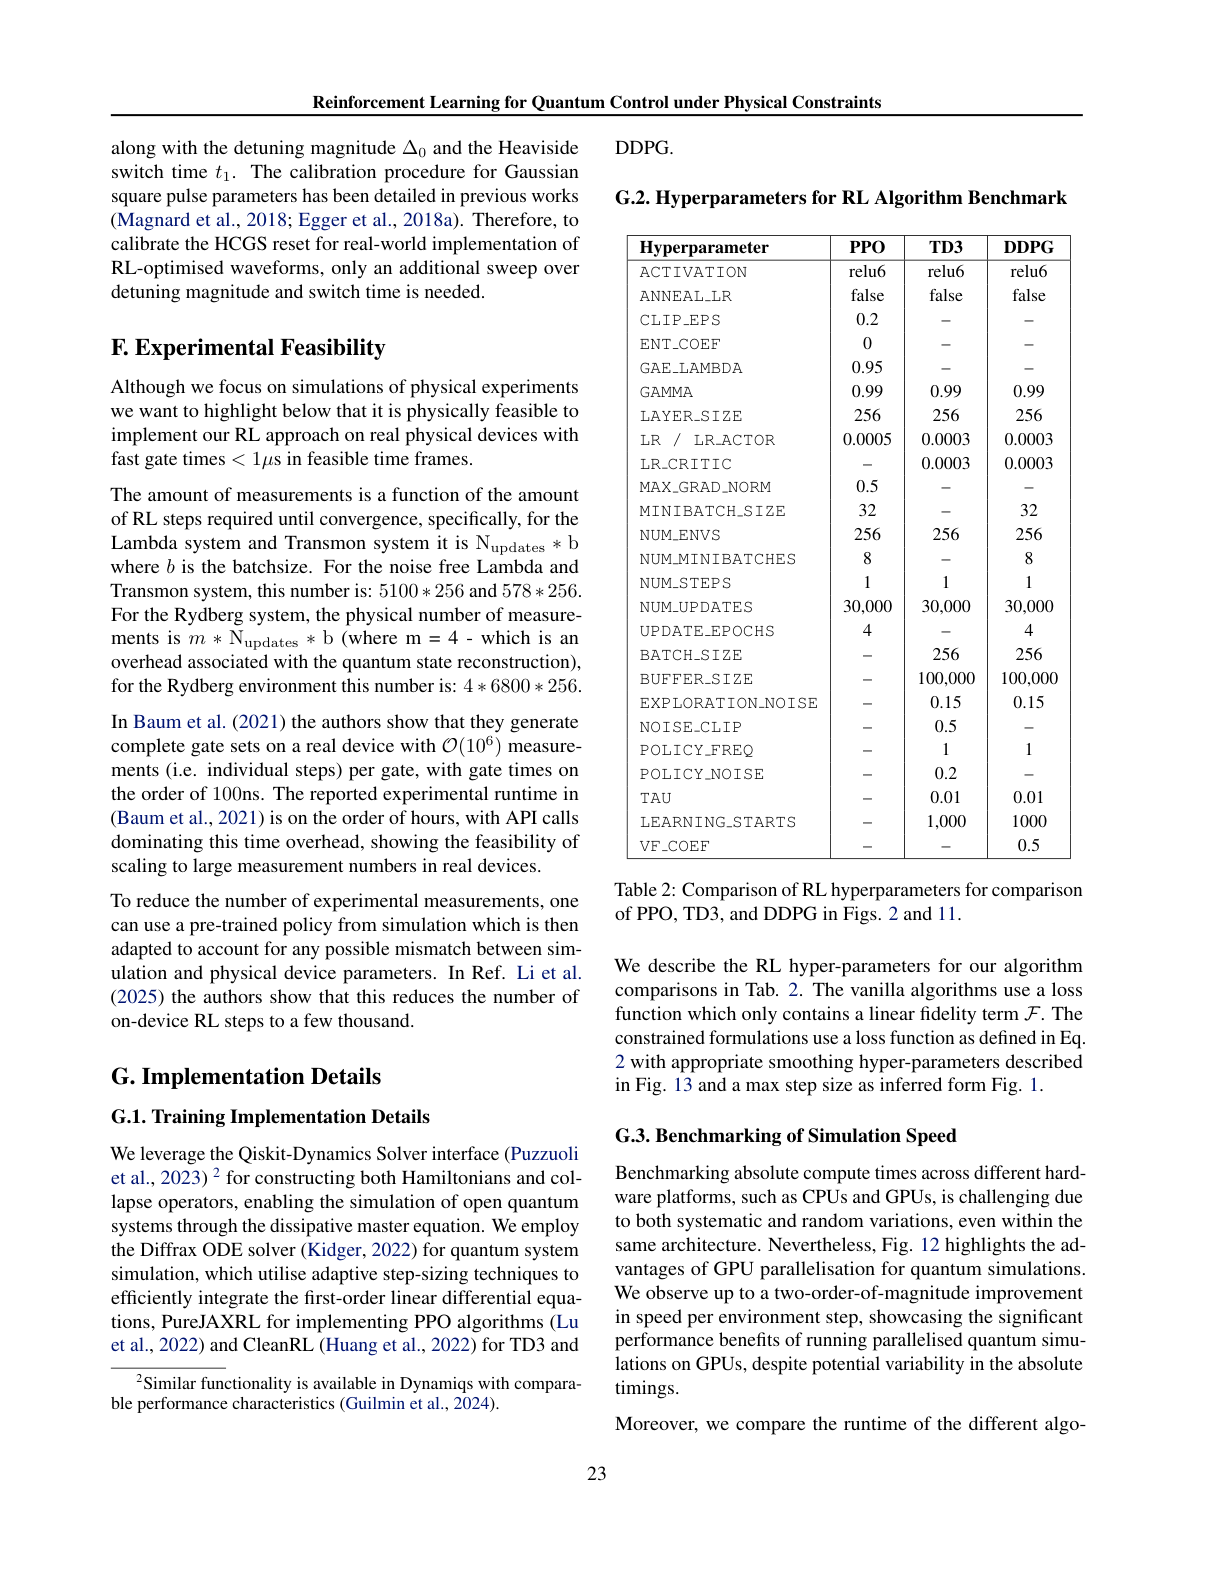 Reinforcement Learning for Quantum Control under Physical Constraints
along with the detuning magnitude Δ₀ and the Heaviside
switch time t₁. The calibration procedure for Gaussian
square pulse parameters has been detailed in previous works
(Magnard et al., 2018; Egger et al., 2018a). Therefore, to
calibrate the HCGS reset for real-world implementation of
RL-optimised waveforms, only an additional sweep over
detuning magnitude and switch time is needed.
F. Experimental Feasibility
Although we focus on simulations of physical experiments
we want to highlight below that it is physically feasible to
implement our RL approach on real physical devices with
fast gate times < 1μs in feasible time frames.
The amount of measurements is a function of the amount
of RL steps required until convergence, specifically, for the
Lambda system and Transmon system it is N_updates ∗ b
where b is the batchsize. For the noise free Lambda and
Transmon system, this number is: 5100 ∗ 256 and 578 ∗ 256.
For the Rydberg system, the physical number of measure-
ments is m ∗ N_updates ∗ b (where m = 4 - which is an
overhead associated with the quantum state reconstruction),
for the Rydberg environment this number is: 4 ∗ 6800 ∗ 256.
In Baum et al. (2021) the authors show that they generate
complete gate sets on a real device with O(10⁶) measure-
ments (i.e. individual steps) per gate, with gate times on
the order of 100ns. The reported experimental runtime in
(Baum et al., 2021) is on the order of hours, with API calls
dominating this time overhead, showing the feasibility of
scaling to large measurement numbers in real devices.
To reduce the number of experimental measurements, one
can use a pre-trained policy from simulation which is then
adapted to account for any possible mismatch between sim-
ulation and physical device parameters. In Ref. Li et al.
(2025) the authors show that this reduces the number of
on-device RL steps to a few thousand.
G. Implementation Details
G.1. Training Implementation Details
We leverage the Qiskit-Dynamics Solver interface (Puzzuoli
et al., 2023) ² for constructing both Hamiltonians and col-
lapse operators, enabling the simulation of open quantum
systems through the dissipative master equation. We employ
the Diffrax ODE solver (Kidger, 2022) for quantum system
simulation, which utilise adaptive step-sizing techniques to
efficiently integrate the first-order linear differential equa-
tions, PureJAXRL for implementing PPO algorithms (Lu
et al., 2022) and CleanRL (Huang et al., 2022) for TD3 and
²Similar functionality is available in Dynamiqs with compara-
ble performance characteristics (Guilmin et al., 2024).
DDPG.
G.2. Hyperparameters for RL Algorithm Benchmark
Hyperparameter PPO TD3 DDPG
ACTIVATION relu6 relu6 relu6
ANNEAL_LR false false false
CLIP_EPS 0.2 – –
ENT_COEF 0 – –
GAE_LAMBDA 0.95 – –
GAMMA 0.99 0.99 0.99
LAYER_SIZE 256 256 256
LR / LR_ACTOR 0.0005 0.0003 0.0003
LR_CRITIC – 0.0003 0.0003
MAX_GRAD_NORM 0.5 – –
MINIBATCH_SIZE 32 – 32
NUM_ENVS 256 256 256
NUM_MINIBATCHES 8 – 8
NUM_STEPS 1 1 1
NUM_UPDATES 30,000 30,000 30,000
UPDATE_EPOCHS 4 – 4
BATCH_SIZE – 256 256
BUFFER_SIZE – 100,000 100,000
EXPLORATION_NOISE – 0.15 0.15
NOISE_CLIP – 0.5 –
POLICY_FREQ – 1 1
POLICY_NOISE – 0.2 –
TAU – 0.01 0.01
LEARNING_STARTS – 1,000 1000
VF_COEF – – 0.5
Table 2: Comparison of RL hyperparameters for comparison
of PPO, TD3, and DDPG in Figs. 2 and 11.
We describe the RL hyper-parameters for our algorithm
comparisons in Tab. 2. The vanilla algorithms use a loss
function which only contains a linear fidelity term F. The
constrained formulations use a loss function as defined in Eq.
2 with appropriate smoothing hyper-parameters described
in Fig. 13 and a max step size as inferred form Fig. 1.
G.3. Benchmarking of Simulation Speed
Benchmarking absolute compute times across different hard-
ware platforms, such as CPUs and GPUs, is challenging due
to both systematic and random variations, even within the
same architecture. Nevertheless, Fig. 12 highlights the ad-
vantages of GPU parallelisation for quantum simulations.
We observe up to a two-order-of-magnitude improvement
in speed per environment step, showcasing the significant
performance benefits of running parallelised quantum simu-
lations on GPUs, despite potential variability in the absolute
timings.
Moreover, we compare the runtime of the different algo-
23